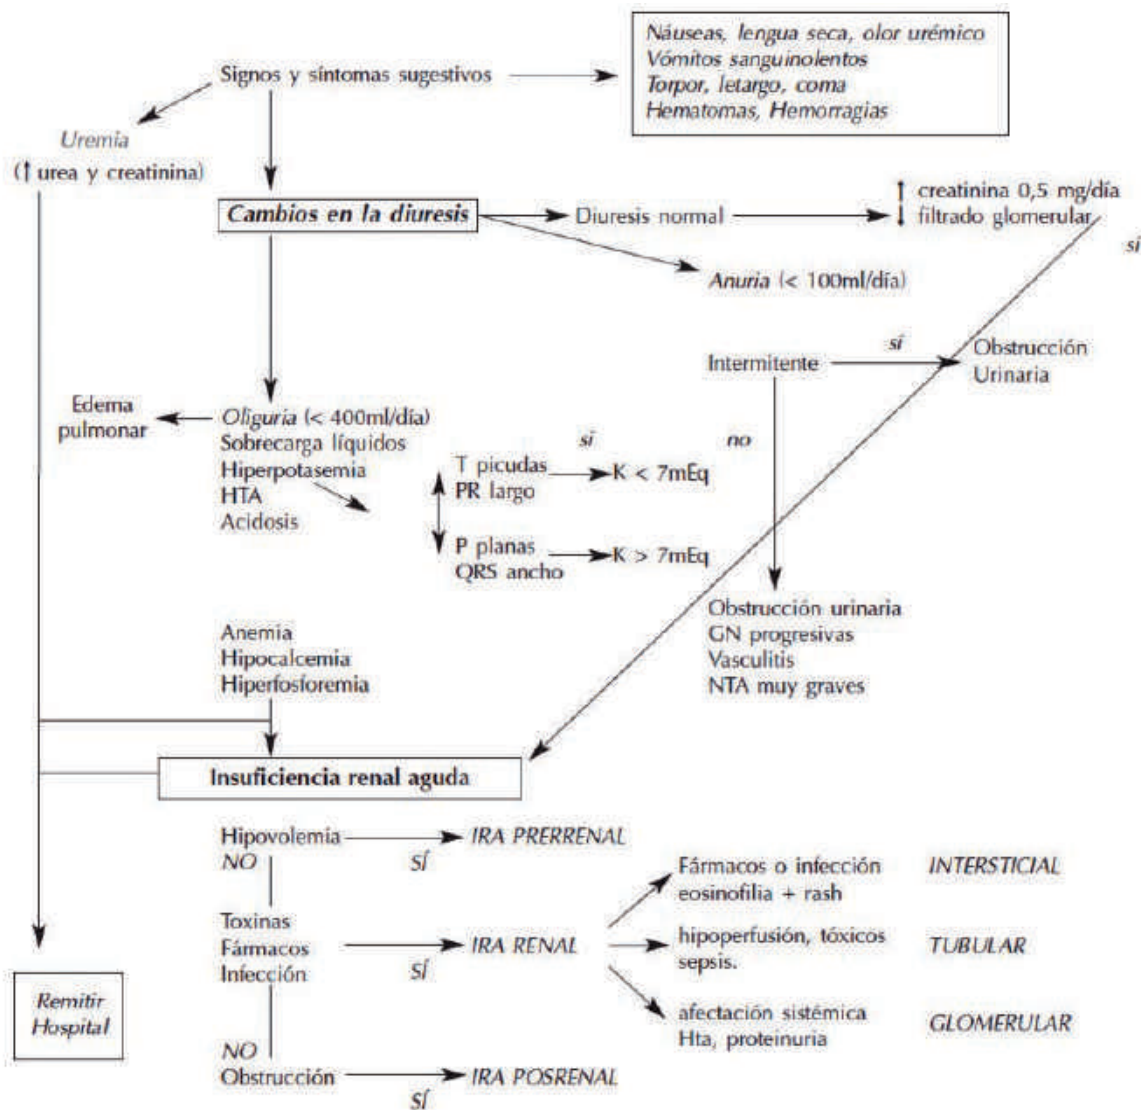 Náuseas, lengua seca, olor urémico
Vómitos sanguinolentos
Torpor, letargo, coma
Hematomas, Hemorragias
Signos y síntomas sugestivos
Uremia
(↑ urea y creatinina)
Cambios en la diuresis
Diuresis normal
↑ creatinina 0,5 mg/día
↓ filtrado glomerular
sí
Anuria (< 100ml/día)
Intermitente
sí
Obstrucción
Urinaria
no
Edema
pulmonar
Oliguria (< 400ml/día)
Sobrecarga líquidos
Hiperpotasemia
HTA
Acidosis
sí
T picudas
PR largo
K < 7mEq
P planas
QRS ancho
K > 7mEq
Obstrucción urinaria
GN progresivas
Vasculitis
NTA muy graves
Anemia
Hipocalcemia
Hiperfosforemia
Insuficiencia renal aguda
Hipovolemia
NO
SÍ
IRA PRERRENAL
Toxinas
Fármacos
Infección
SÍ
IRA RENAL
Fármacos o infección
eosinofilia + rash
INTERSTICIAL
hipoperfusión, tóxicos
sepsis.
TUBULAR
afectación sistémica
Hta, proteinuria
GLOMERULAR
Remitir
Hospital
NO
Obstrucción
SÍ
IRA POSRENAL